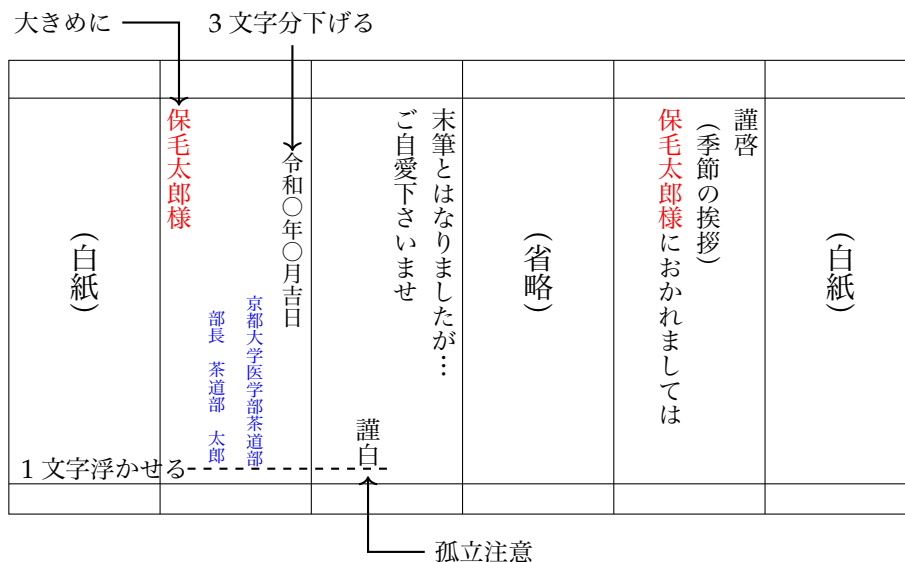 大きめに
3文字分下げる
(白紙)
謹啓
(季節の挨拶)
保毛太郎様におかれましては
(省略)
末筆とはなりましたが…
ご自愛下さいませ
謹白
令和〇年〇月吉日
京都大学医学部茶道部
部長 茶道部 太郎
保毛太郎様
(白紙)
1文字浮かせる
孤立注意